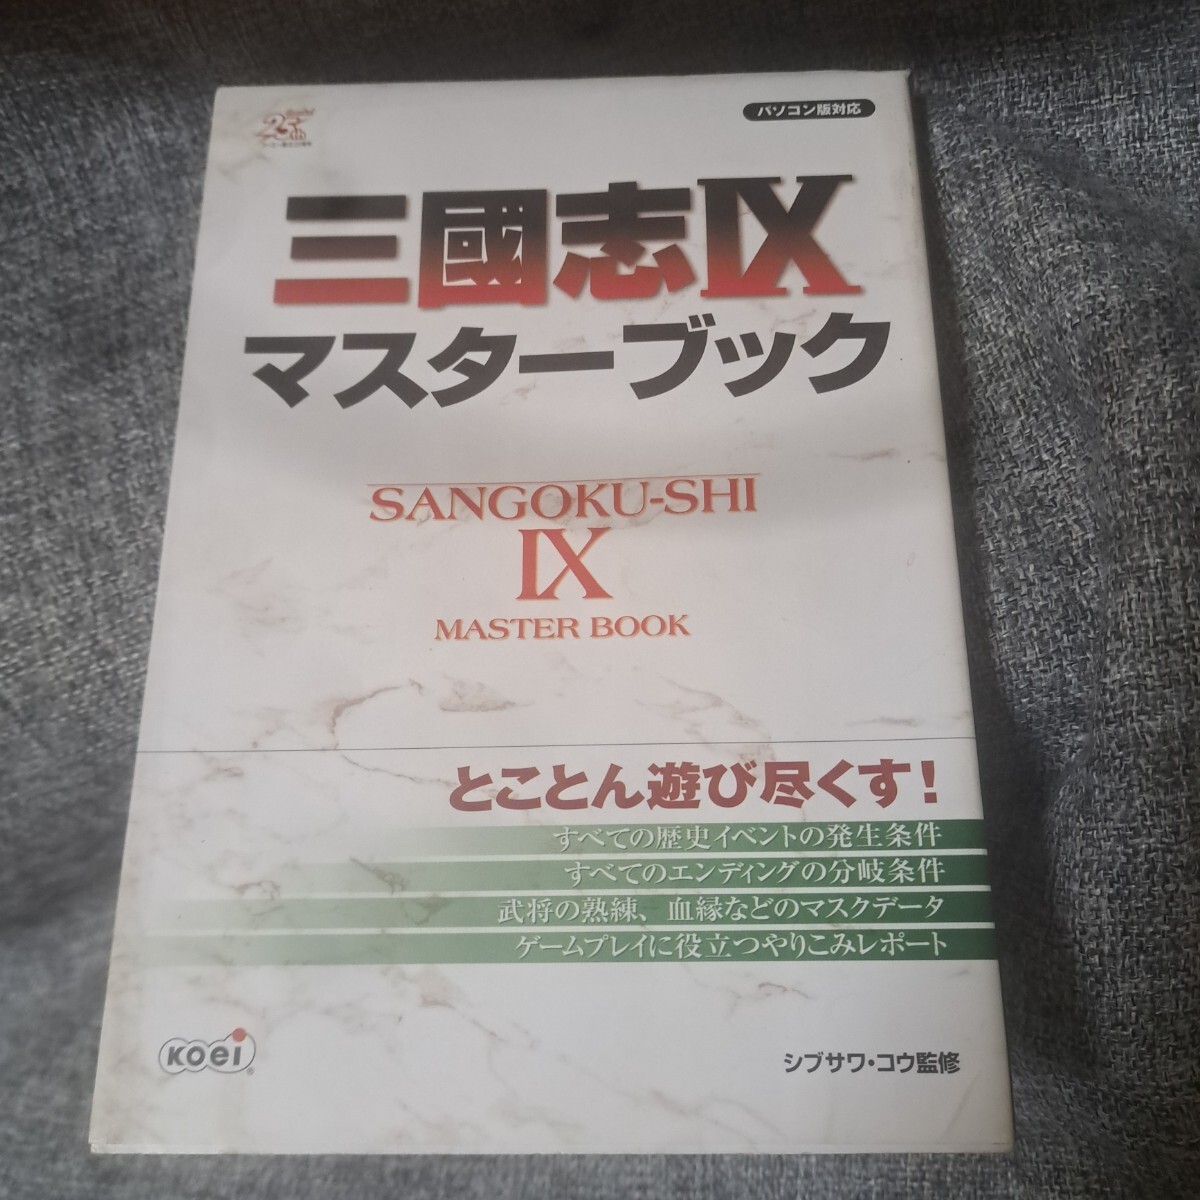 25th
パソコン版対応
三國志IX
マスターブック
SANGOKU-SHI
IX
MASTER BOOK
とことん遊び尽くす!
すべての歴史イベントの発生条件
すべてのエンディングの分岐条件
武将の熟練、血縁などのマスクデータ
ゲームプレイに役立つやりこみレポート
KOEI®
シブサワ・コウ監修